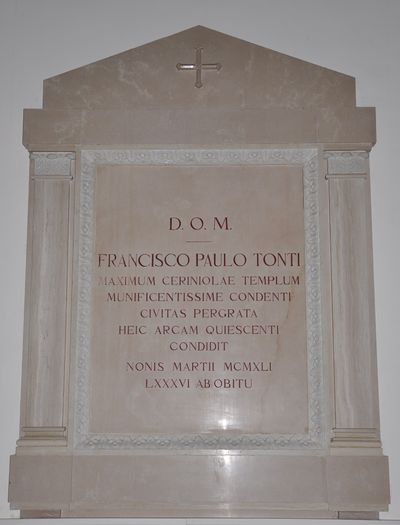 D. O. M.
FRANCISCO PAULO TONTI
MAXIMUM CERINIOLAE TEMPLUM
MUNIFICENTISSIME CONDENTI
CIVITAS PERGRATA
HEIC ARCAM QUIESCENTI
CONDIDIT
NONIS MARTII MCMXLI
LXXXVI AB OBITU